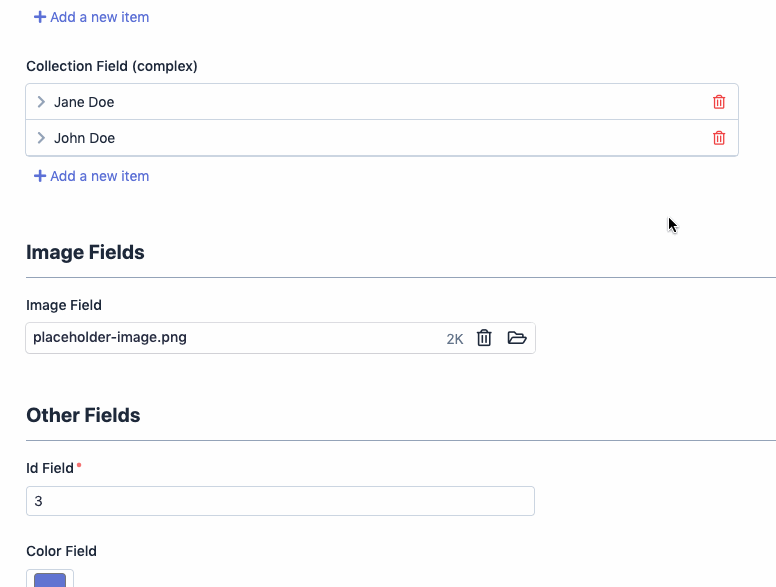 + Add a new item
Collection Field (complex)
Jane Doe
John Doe
+ Add a new item
Image Fields
Image Field
placeholder-image.png 2K
Other Fields
Id Field*
3
Color Field